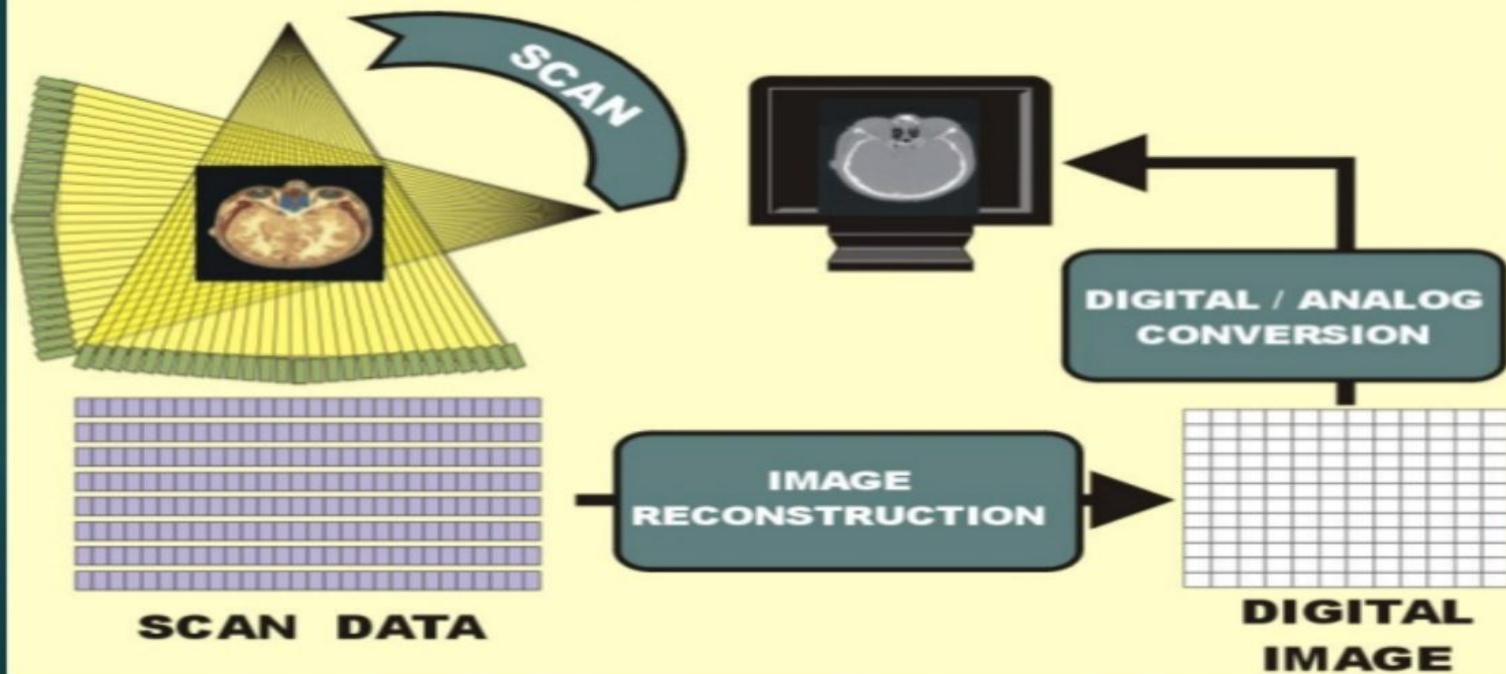 SCAN
DIGITAL / ANALOG
CONVERSION
IMAGE
RECONSTRUCTION
SCAN DATA
DIGITAL
IMAGE